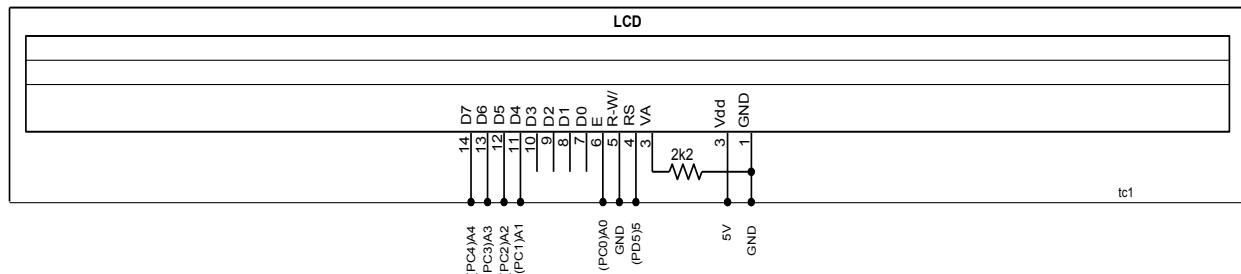 LCD
D7
D6
D5
D4
D3
D2
D1
D0
E
R-W/
RS
VA
Vdd
GND
14
13
12
11
10
9
8
7
6
5
4
3
3
1
2k2
tc1
(PC4)A4
(PC3)A3
(PC2)A2
(PC1)A1
(PC0)A0
GND
(PD5)5
5V
GND